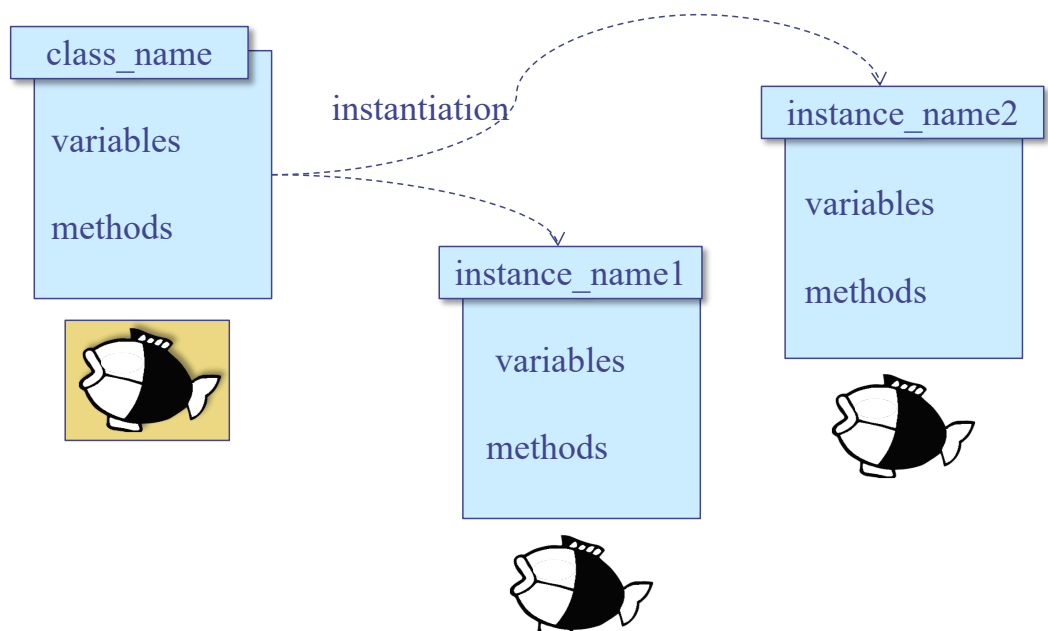 class_name
variables
methods
instantiation
instance_name1
variables
methods
instance_name2
variables
methods